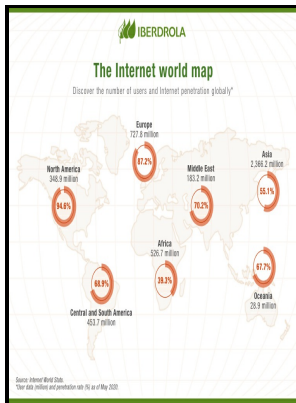 IBERDROLA
The Internet world map
Discover the number of users and Internet penetration globally*
Europe
727.8 million
87.2%
Asia
2,366.2 million
55.1%
North America
348.9 million
94.6%
Middle East
183.2 million
70.2%
Africa
526.7 million
39.3%
68.9%
Central and South America
453.7 million
67.7%
Oceania
28.9 million
Source: Internet World Stats.
*User data (million) and penetration rate (%) as of May 2020.